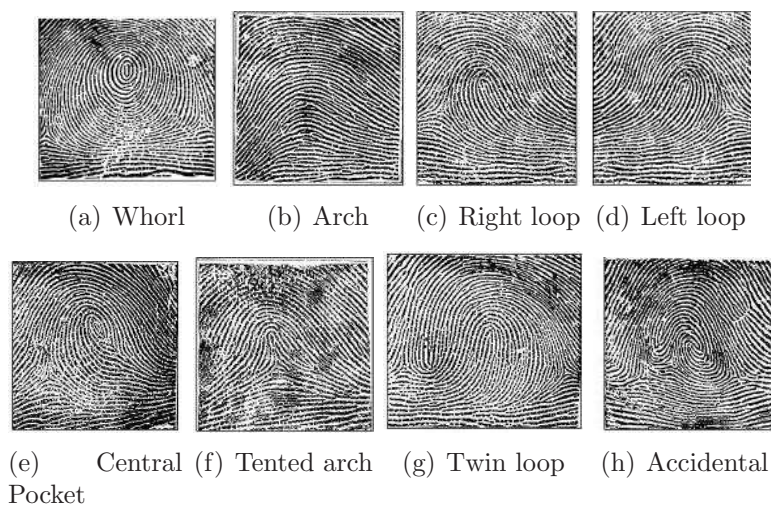 (a) Whorl
(b) Arch
(c) Right loop
(d) Left loop
(e) Central Pocket
(f) Tented arch
(g) Twin loop
(h) Accidental